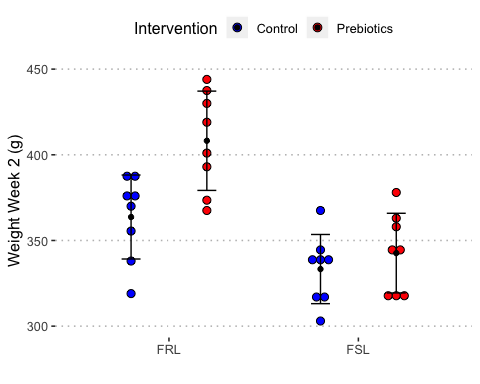 Intervention Control Prebiotics
Weight Week 2 (g)
450
400
350
300
FRL FSL